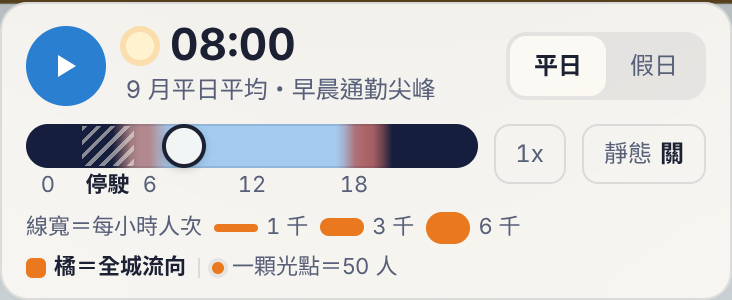 08:00
9 月平日平均・早晨通勤尖峰
平日 假日
0 停駛 6 12 18
1x 靜態 關
線寬＝每小時人次 1 千 3 千 6 千
橘＝全城流向 | 一顆光點＝50 人